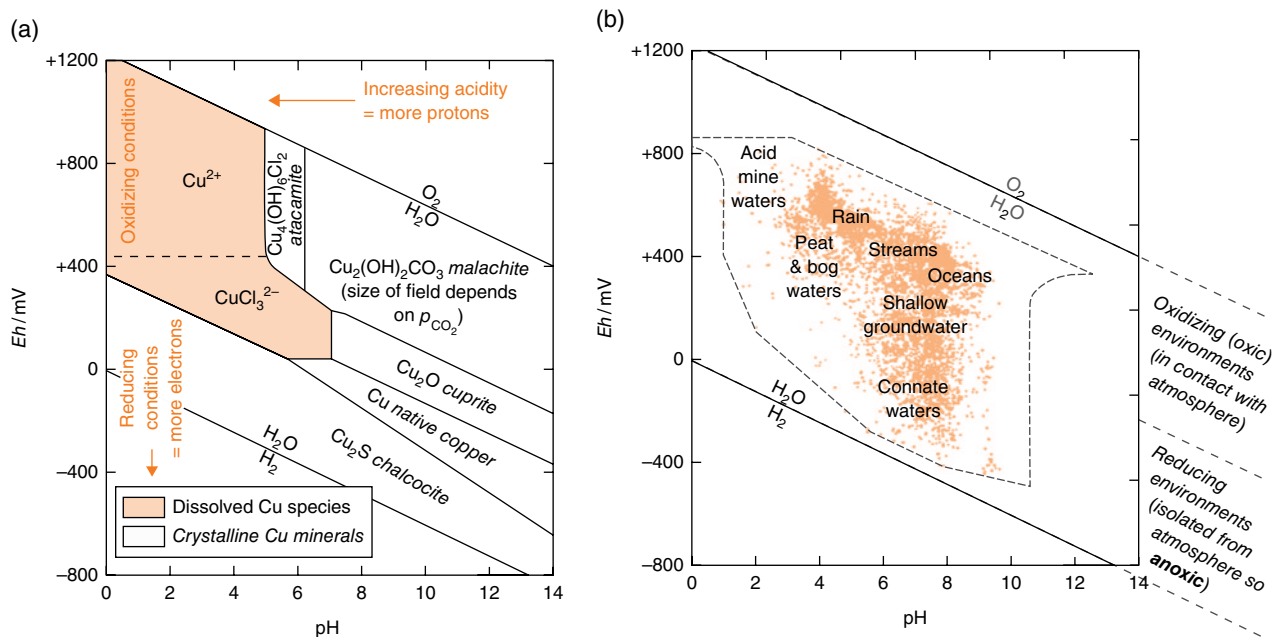 (a)
+1200
+800
+400
0
–400
–800
Eh / mV
0
2
4
6
8
10
12
14
pH
Oxidizing conditions
Increasing acidity
= more protons
Cu²⁺
Cu₄(OH)₆Cl₂
atacamite
O₂
H₂O
Cu₂(OH)₂CO₃ malachite
(size of field depends
on pCO₂)
CuCl₃²⁻
Reducing
conditions
= more electrons
Cu₂O cuprite
Cu native copper
Cu₂S chalcocite
H₂O
H₂
Dissolved Cu species
Crystalline Cu minerals
(b)
+1200
+800
+400
0
–400
–800
Eh / mV
0
2
4
6
8
10
12
14
pH
Acid
mine
waters
O₂
H₂O
Rain
Peat
& bog
waters
Streams
Oceans
Shallow
groundwater
Connate
waters
H₂O
H₂
Oxidizing (oxic)
environments
(in contact with
atmosphere)
Reducing
environments
(isolated from
atmosphere so
anoxic)